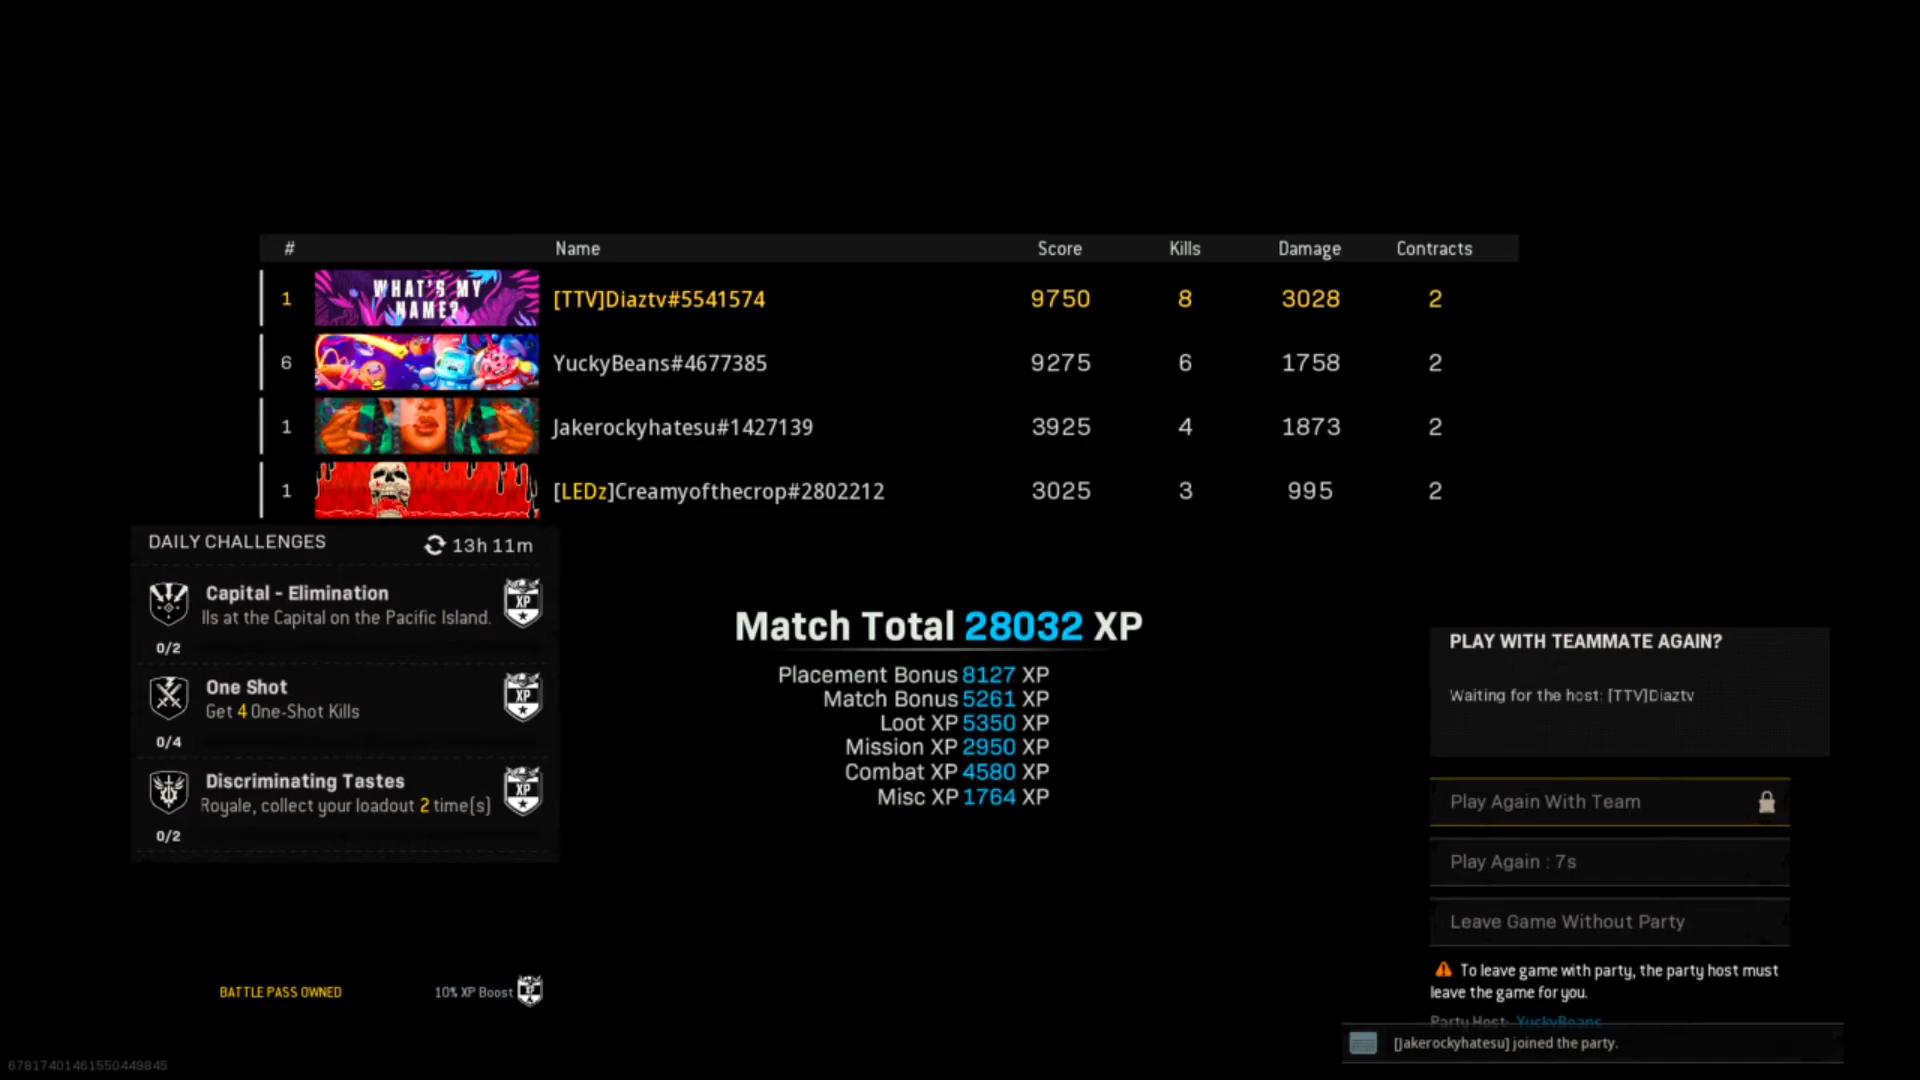 # Name Score Kills Damage Contracts
1 WHAT'S MY NAME? [TTV]Diaztv#5541574 9750 8 3028 2
6 YuckyBeans#4677385 9275 6 1758 2
1 Jakerockyhatesu#1427139 3925 4 1873 2
1 [LEDz]Creamyofthecrop#2802212 3025 3 995 2
DAILY CHALLENGES 13h 11m
Capital - Elimination
lls at the Capital on the Pacific Island.
XP
0/2
One Shot
Get 4 One-Shot Kills
XP
0/4
Discriminating Tastes
Royale, collect your loadout 2 time(s)
XP
0/2
BATTLE PASS OWNED 10% XP Boost XP
Match Total 28032 XP
Placement Bonus 8127 XP
Match Bonus 5261 XP
Loot XP 5350 XP
Mission XP 2950 XP
Combat XP 4580 XP
Misc XP 1764 XP
PLAY WITH TEAMMATE AGAIN?
Waiting for the host: [TTV]Diaztv
Play Again With Team
Play Again : 7s
Leave Game Without Party
To leave game with party, the party host must
leave the game for you.
Party Host: YuckyBeans
[Jakerockyhatesu] joined the party.
67817401461550449845